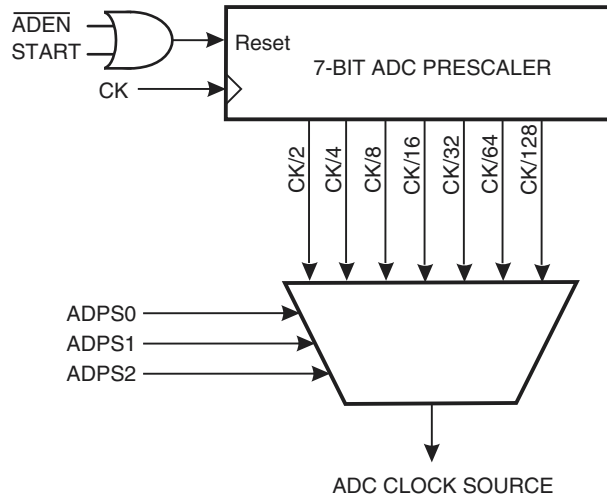 ADEN
START
Reset
7-BIT ADC PRESCALER
CK
CK/2
CK/4
CK/8
CK/16
CK/32
CK/64
CK/128
ADPS0
ADPS1
ADPS2
ADC CLOCK SOURCE